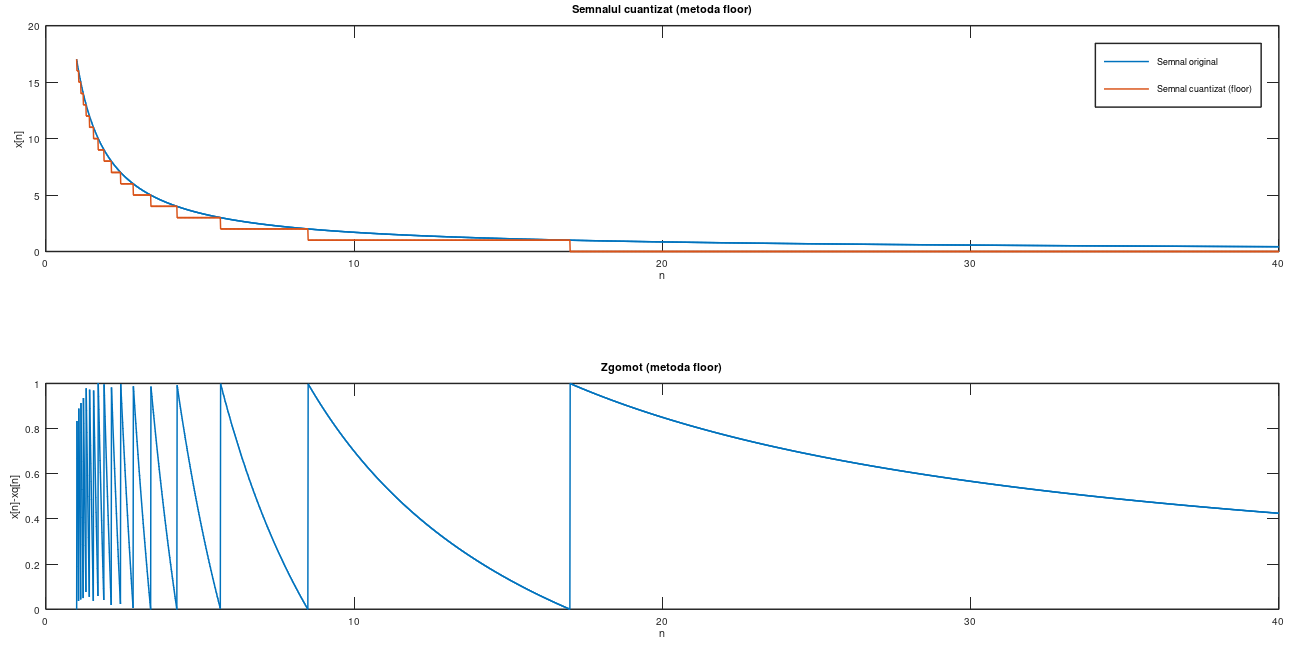 Semnalul cuantizat (metoda floor)
20
15
10
5
0
x[n]
Semnal original
Semnal cuantizat (floor)
0 10 20 30 40
n
Zgomot (metoda floor)
1
0.8
0.6
0.4
0.2
0
x[n]-xq[n]
0 10 20 30 40
n